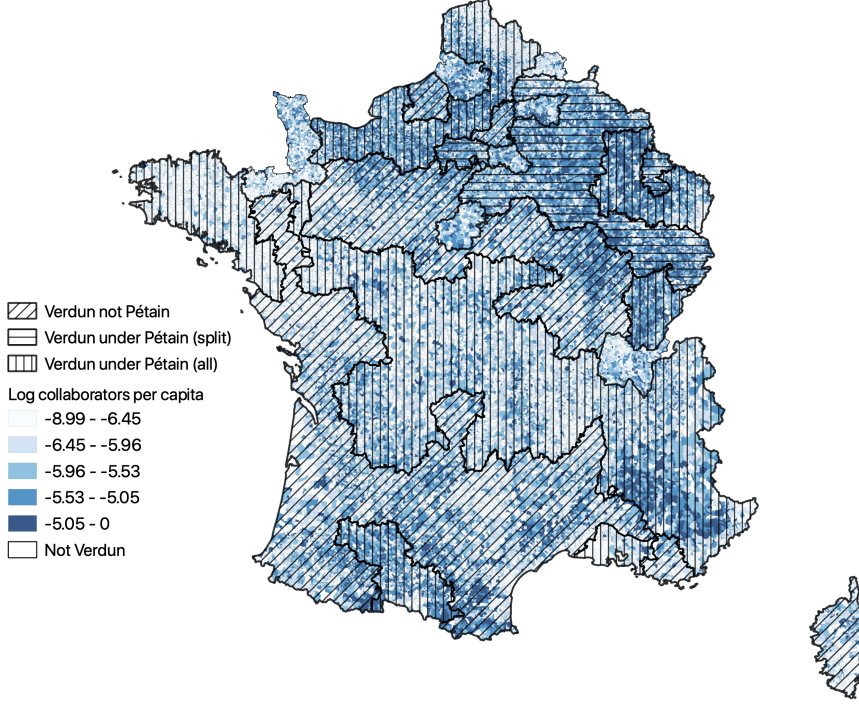 Verdun not Pétain
Verdun under Pétain (split)
Verdun under Pétain (all)
Log collaborators per capita
-8.99 - -6.45
-6.45 - -5.96
-5.96 - -5.53
-5.53 - -5.05
-5.05 - 0
Not Verdun